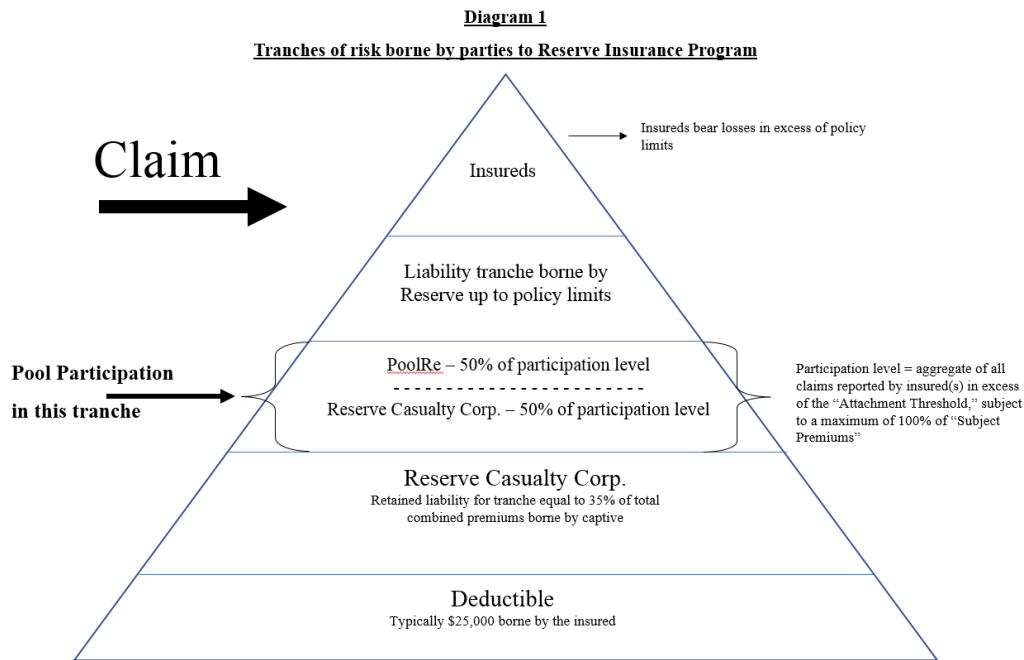 Diagram 1
Tranches of risk borne by parties to Reserve Insurance Program
Claim
Insureds bear losses in excess of policy
limits
Insureds
Liability tranche borne by
Reserve up to policy limits
Pool Participation
in this tranche
PoolRe – 50% of participation level
Reserve Casualty Corp. – 50% of participation level
Participation level = aggregate of all
claims reported by insured(s) in excess
of the “Attachment Threshold,” subject
to a maximum of 100% of “Subject
Premiums”
Reserve Casualty Corp.
Retained liability for tranche equal to 35% of total
combined premiums borne by captive
Deductible
Typically $25,000 borne by the insured